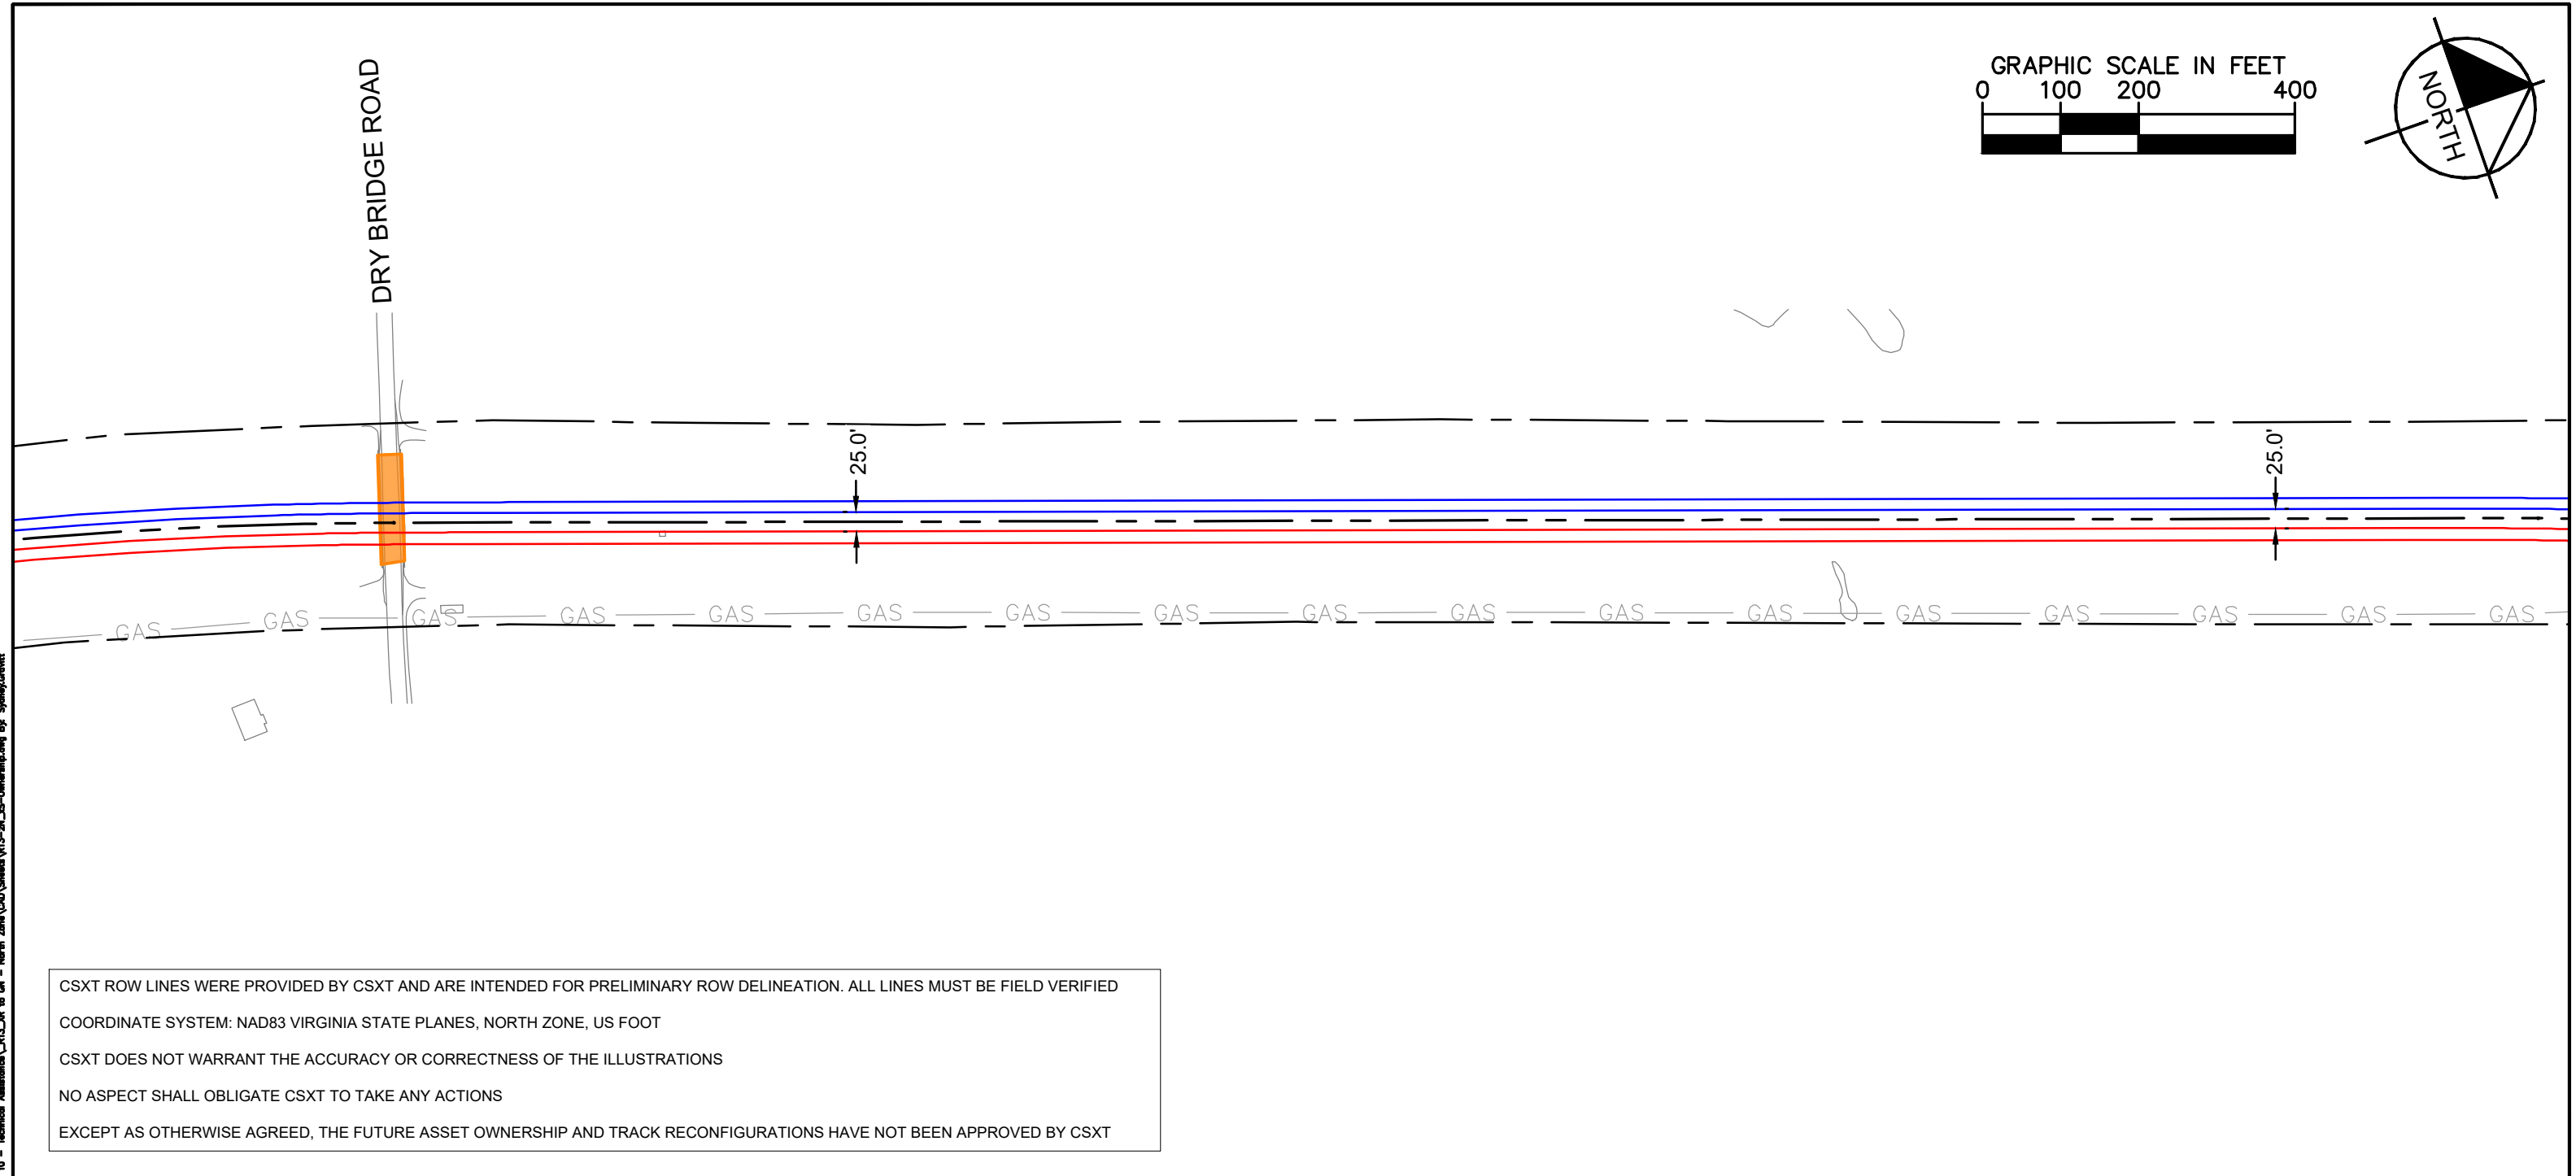 GRAPHIC SCALE IN FEET
0 100 200 400
NORTH
DRY BRIDGE ROAD
25.0'
25.0'
GAS GAS GAS GAS GAS GAS GAS GAS GAS GAS GAS GAS GAS GAS GAS GAS GAS
CSXT ROW LINES WERE PROVIDED BY CSXT AND ARE INTENDED FOR PRELIMINARY ROW DELINEATION. ALL LINES MUST BE FIELD VERIFIED
COORDINATE SYSTEM: NAD83 VIRGINIA STATE PLANES, NORTH ZONE, US FOOT
CSXT DOES NOT WARRANT THE ACCURACY OR CORRECTNESS OF THE ILLUSTRATIONS
NO ASPECT SHALL OBLIGATE CSXT TO TAKE ANY ACTIONS
EXCEPT AS OTHERWISE AGREED, THE FUTURE ASSET OWNERSHIP AND TRACK RECONFIGURATIONS HAVE NOT BEEN APPROVED BY CSXT